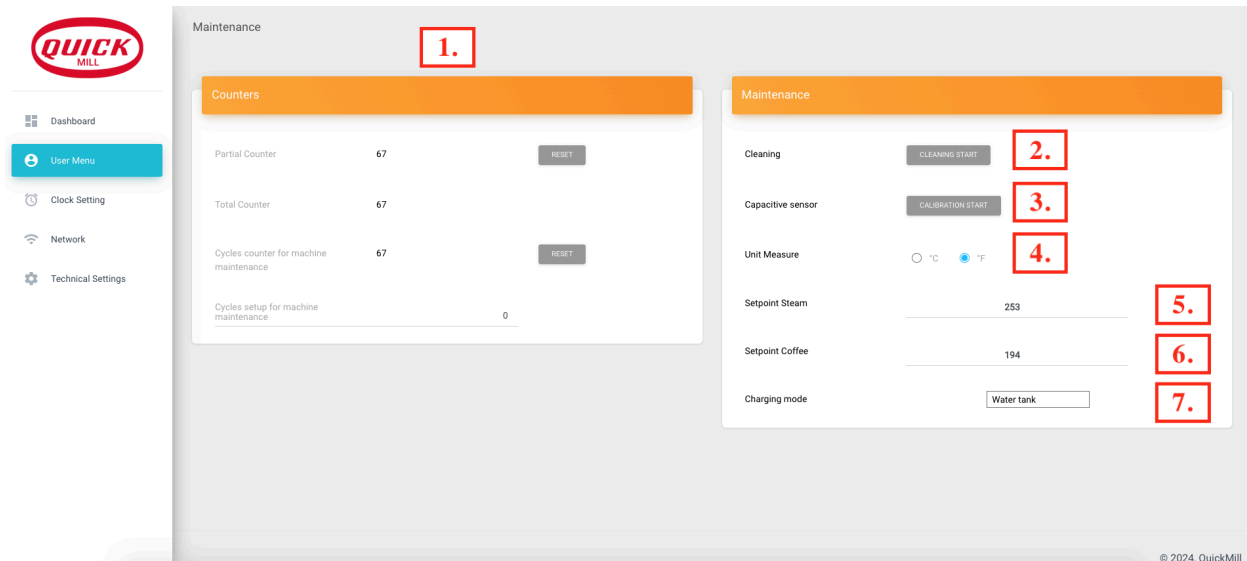 QUICK
MILL
Dashboard
User Menu
Clock Setting
Network
Technical Settings
Maintenance
1.
Counters
Partial Counter 67 RESET
Total Counter 67
Cycles counter for machine 67 RESET
maintenance
Cycles setup for machine
maintenance 0
Maintenance
Cleaning CLEANING START 2.
Capacitive sensor CALIBRATION START 3.
Unit Measure °C °F 4.
Setpoint Steam 253 5.
Setpoint Coffee 194 6.
Charging mode Water tank 7.
© 2024, QuickMill